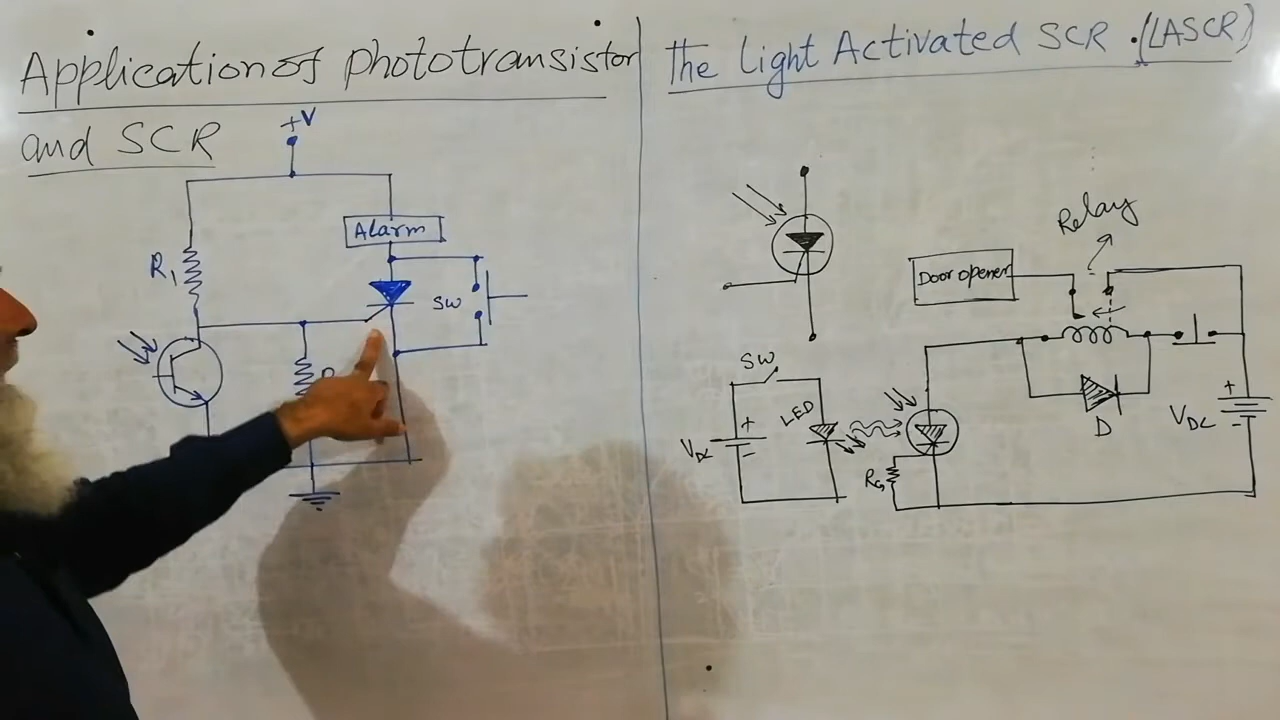 Application of phototransistor
and SCR
+V
Alarm
R1
SW
The Light Activated SCR (LASCR)
Relay
Door opener
SW
LED
VDC
RG
D
VDC
+
-
+
-